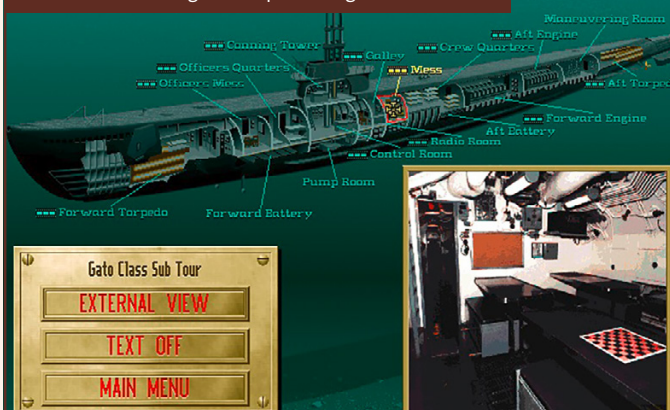 Maneuvering Room
Aft Engine
Conning Tower
Crew Quarters
Galley
Officers Quarters
Mess
Officers Mess
Aft Torpedo
Forward Engine
Aft Battery
Radio Room
Control Room
Pump Room
Forward Torpedo
Forward Battery
Gato Class Sub Tour
EXTERNAL VIEW
TEXT OFF
MAIN MENU